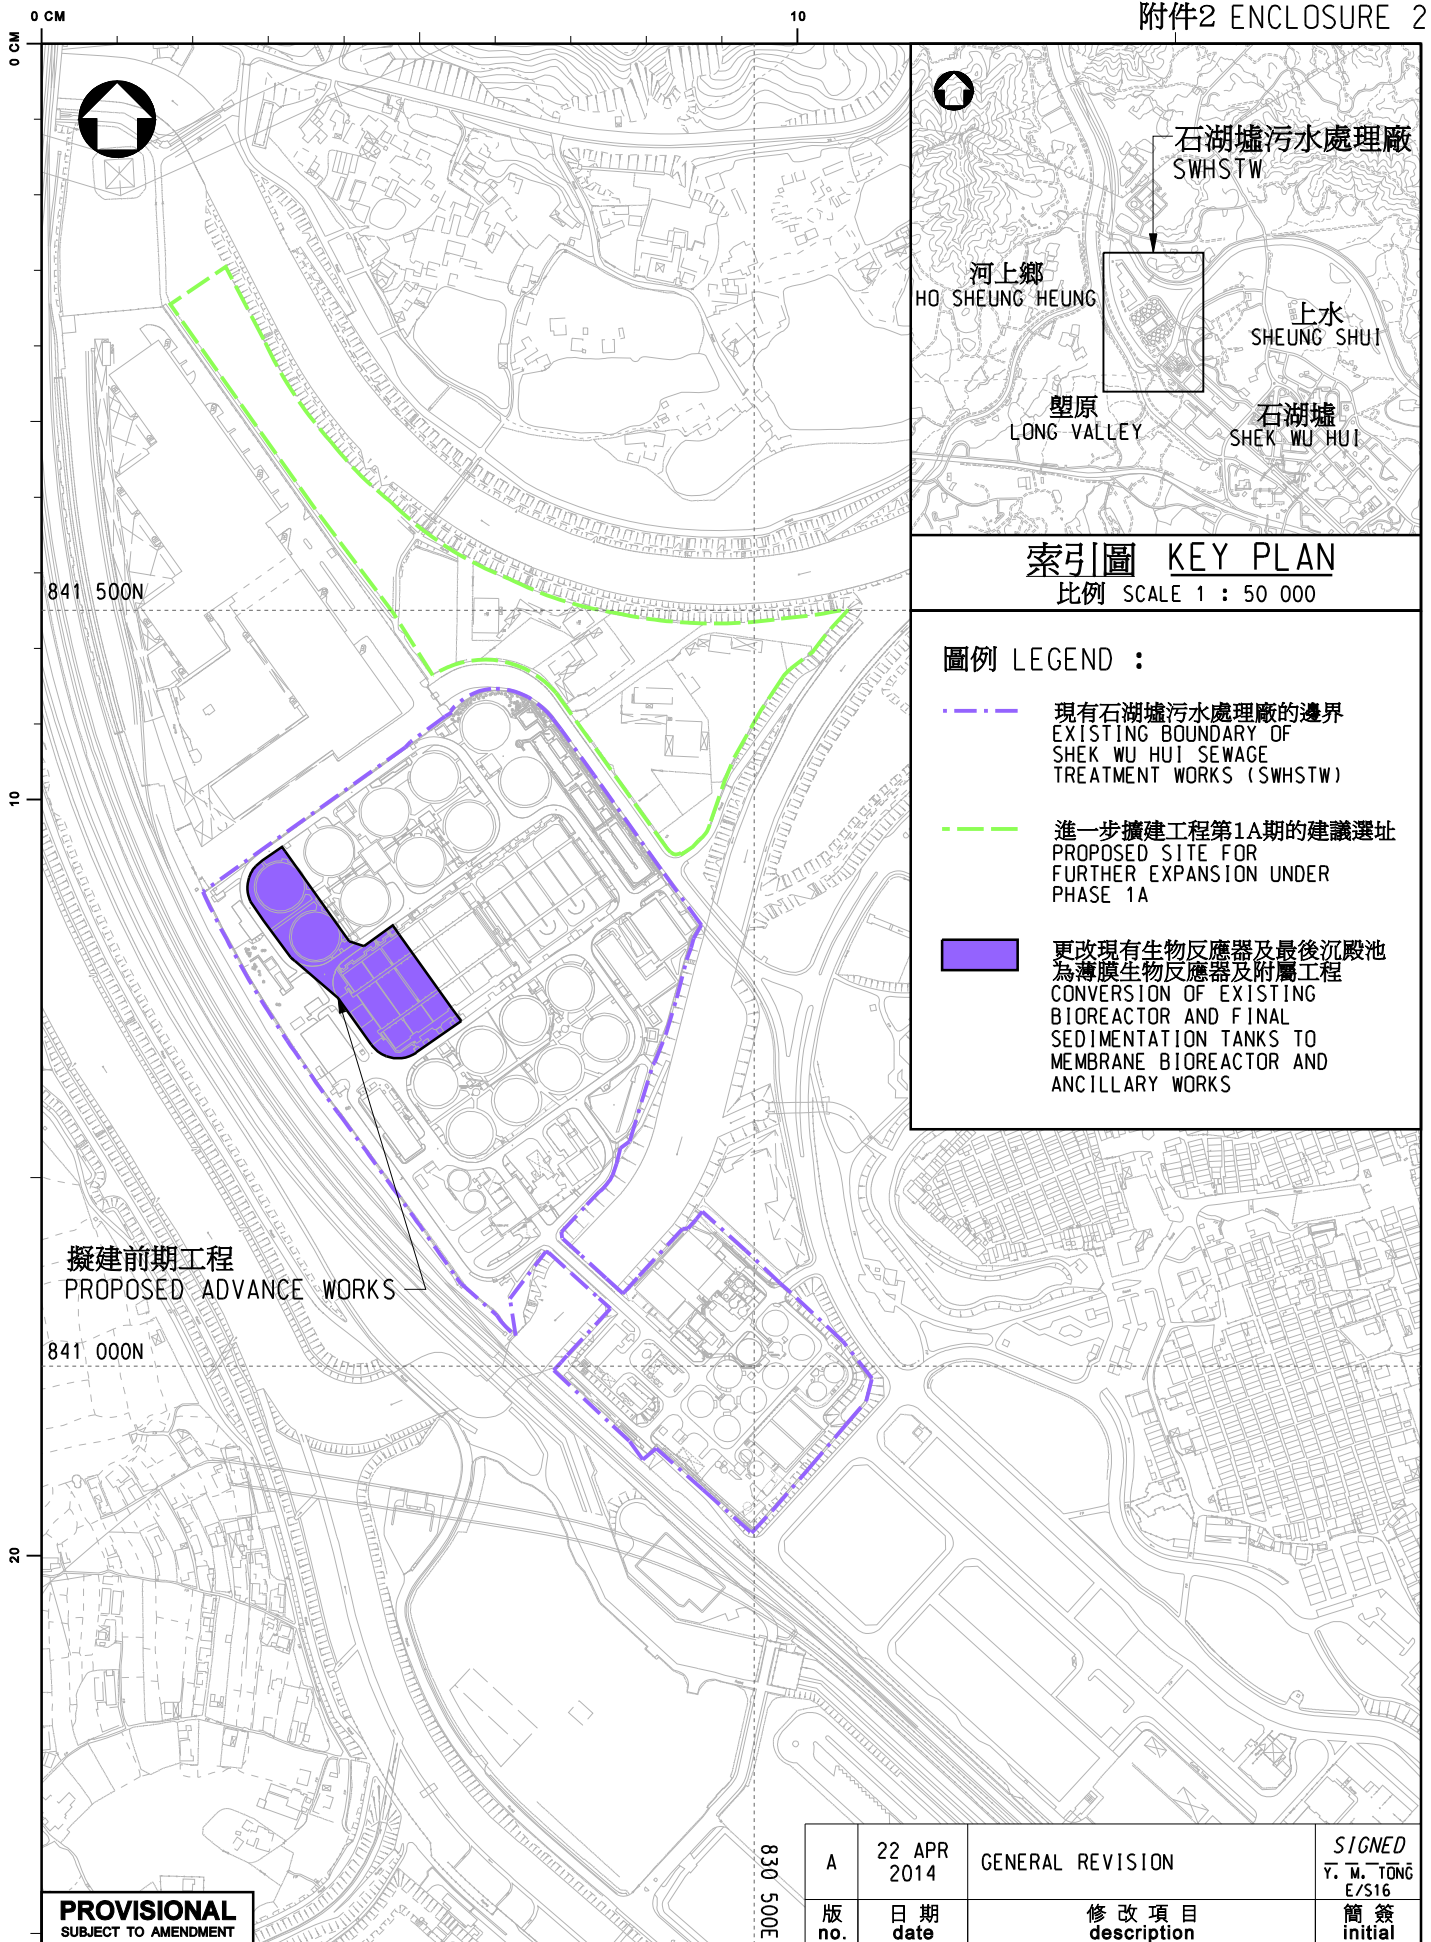 附件2 ENCLOSURE 2
0 CM
10
0 CM
10
20
石湖墟污水處理廠
SWHSTW
河上鄉
HO SHEUNG HEUNG
上水
SHEUNG SHUI
塱原
LONG VALLEY
石湖墟
SHEK WU HUI
索引圖 KEY PLAN
比例 SCALE 1 : 50 000
圖例 LEGEND :
現有石湖墟污水處理廠的邊界
EXISTING BOUNDARY OF
SHEK WU HUI SEWAGE
TREATMENT WORKS (SWHSTW)
進一步擴建工程第1A期的建議選址
PROPOSED SITE FOR
FURTHER EXPANSION UNDER
PHASE 1A
更改現有生物反應器及最後沉殿池
為薄膜生物反應器及附屬工程
CONVERSION OF EXISTING
BIOREACTOR AND FINAL
SEDIMENTATION TANKS TO
MEMBRANE BIOREACTOR AND
ANCILLARY WORKS
841 500N
擬建前期工程
PROPOSED ADVANCE WORKS
841 000N
830 500E
PROVISIONAL
SUBJECT TO AMENDMENT
A
22 APR
2014
GENERAL REVISION
SIGNED
Y. M. TONG
E/S16
版
no.
日期
date
修改項目
description
簡簽
initial